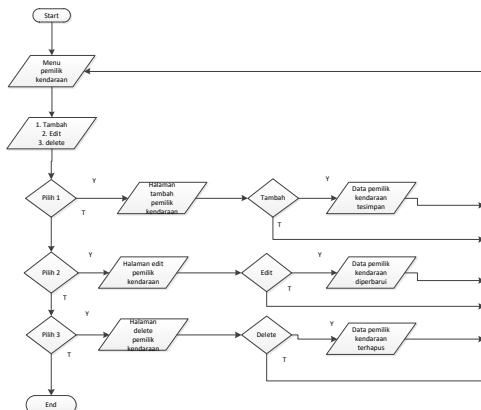 Start
Menu
pemilik
kendaraan
1. Tambah
2. Edit
3. delete
Pilih 1
Y
T
Halaman
tambah
pemilik
kendaraan
Tambah
Y
T
Data pemilik
kendaraan
tesimpan
Pilih 2
Y
T
Halaman edit
pemilik
kendaraan
Edit
Y
T
Data pemilik
kendaraan
diperbarui
Pilih 3
Y
T
Halaman
delete
pemilik
kendaraan
Delete
Y
T
Data pemilik
kendaraan
terhapus
End